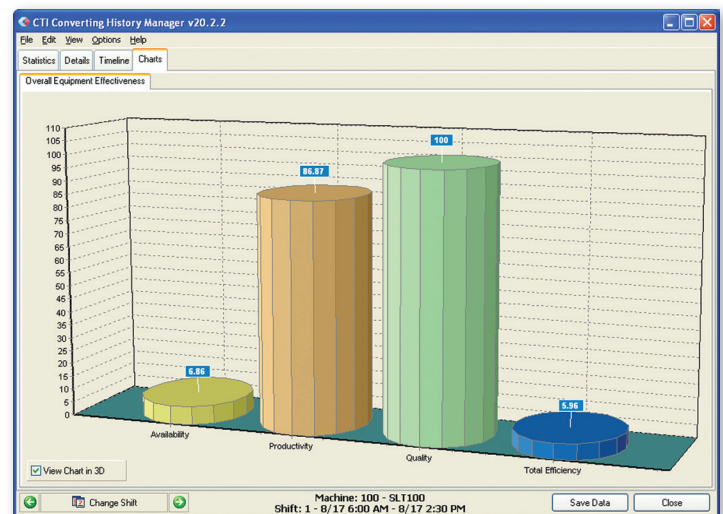 CTI Converting History Manager v20.2.2
File Edit View Options Help
Statistics Details Timeline Charts
Overall Equipment Effectiveness
110
105
100
95
90
85
80
75
70
65
60
55
50
45
40
35
30
25
20
15
10
5
0
6.86
86.87
100
5.96
Availability
Productivity
Quality
Total Efficiency
View Chart in 3D
Change Shift
Machine: 100 - SLT100
Shift: 1 - 8/17 6:00 AM - 8/17 2:30 PM
Save Data
Close